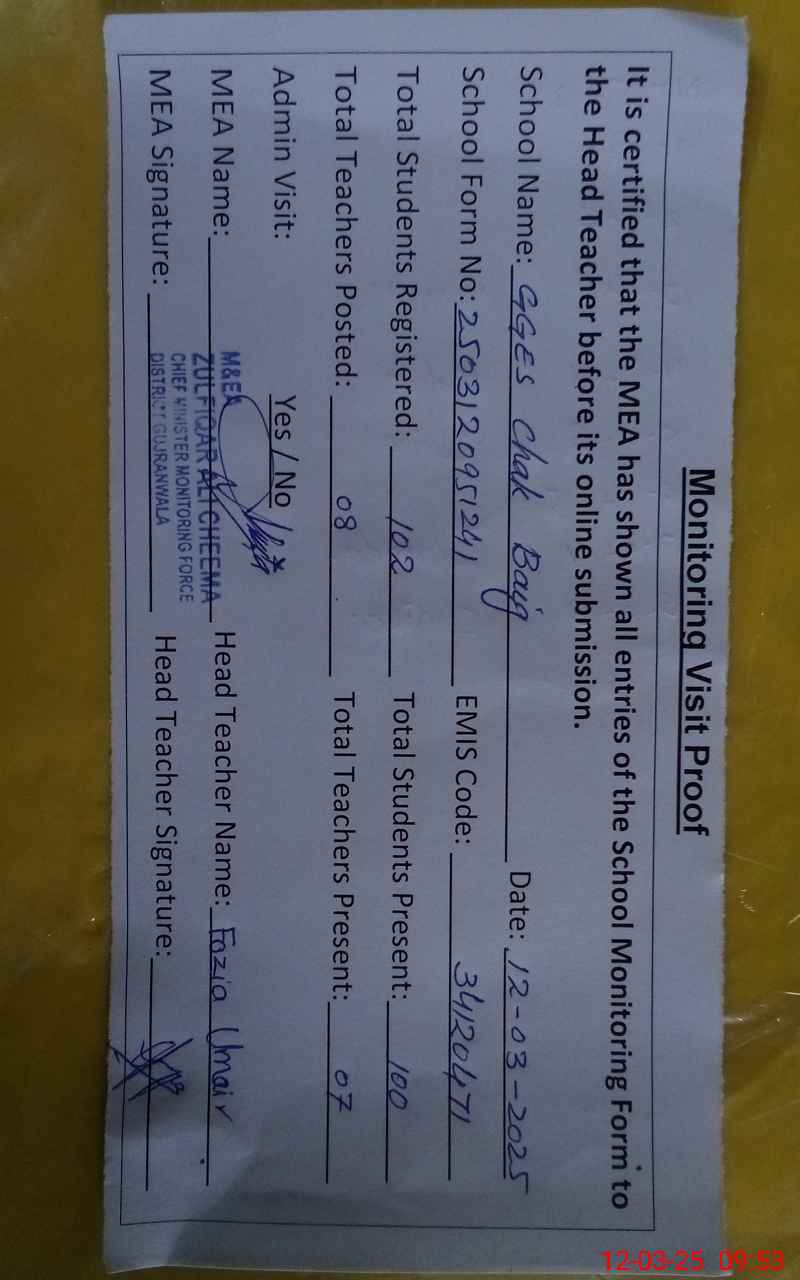 Monitoring Visit Proof
It is certified that the MEA has shown all entries of the School Monitoring Form to
the Head Teacher before its online submission.
School Name: GGES Chak Baig Date: 12-03-2025
School Form No: 2503120951241 EMIS Code: 34120471
Total Students Registered: 102 Total Students Present: 100
Total Teachers Posted: 08 Total Teachers Present: 07
Admin Visit: Yes / No
MEA Name: Head Teacher Name: Fozia Umair
MEA Signature: Head Teacher Signature:
M&EA
ZULFIQAR ALI CHEEMA
CHIEF MINISTER MONITORING FORCE
DISTRICT GUJRANWALA
12-03-25 09:53